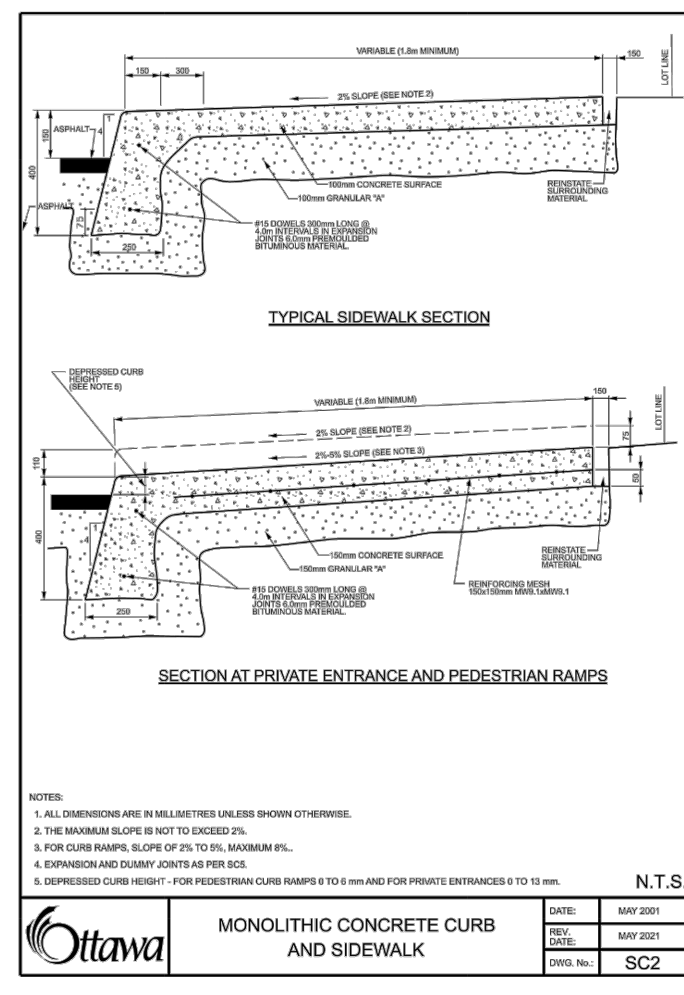 VARIABLE (1.8m MINIMUM)
150
LOT LINE
150
300
2% SLOPE (SEE NOTE 2)
ASPHALT
1
4
150
400
ASPHALT
75
250
100mm CONCRETE SURFACE
100mm GRANULAR "A"
REINSTATE
SURROUNDING
MATERIAL
#15 DOWELS 300mm LONG @
4.0m INTERVALS IN EXPANSION
JOINTS 6.0mm PREMOULDED
BITUMINOUS MATERIAL.
TYPICAL SIDEWALK SECTION
DEPRESSED CURB
HEIGHT
(SEE NOTE 5)
VARIABLE (1.8m MINIMUM)
150
LOT LINE
2% SLOPE (SEE NOTE 2)
75
2%-5% SLOPE (SEE NOTE 3)
110
50
400
1
4
250
150mm CONCRETE SURFACE
150mm GRANULAR "A"
REINSTATE
SURROUNDING
MATERIAL
REINFORCING MESH
150x150mm MW9.1xMW9.1
#15 DOWELS 300mm LONG @
4.0m INTERVALS IN EXPANSION
JOINTS 6.0mm PREMOULDED
BITUMINOUS MATERIAL.
SECTION AT PRIVATE ENTRANCE AND PEDESTRIAN RAMPS
NOTES:
1. ALL DIMENSIONS ARE IN MILLIMETRES UNLESS SHOWN OTHERWISE.
2. THE MAXIMUM SLOPE IS NOT TO EXCEED 2%.
3. FOR CURB RAMPS, SLOPE OF 2% TO 5%, MAXIMUM 8%..
4. EXPANSION AND DUMMY JOINTS AS PER SC5.
5. DEPRESSED CURB HEIGHT - FOR PEDESTRIAN CURB RAMPS 0 TO 6 mm AND FOR PRIVATE ENTRANCES 0 TO 13 mm.
N.T.S.
Ottawa
MONOLITHIC CONCRETE CURB
AND SIDEWALK
DATE: MAY 2001
REV. DATE: MAY 2021
DWG. No.: SC2